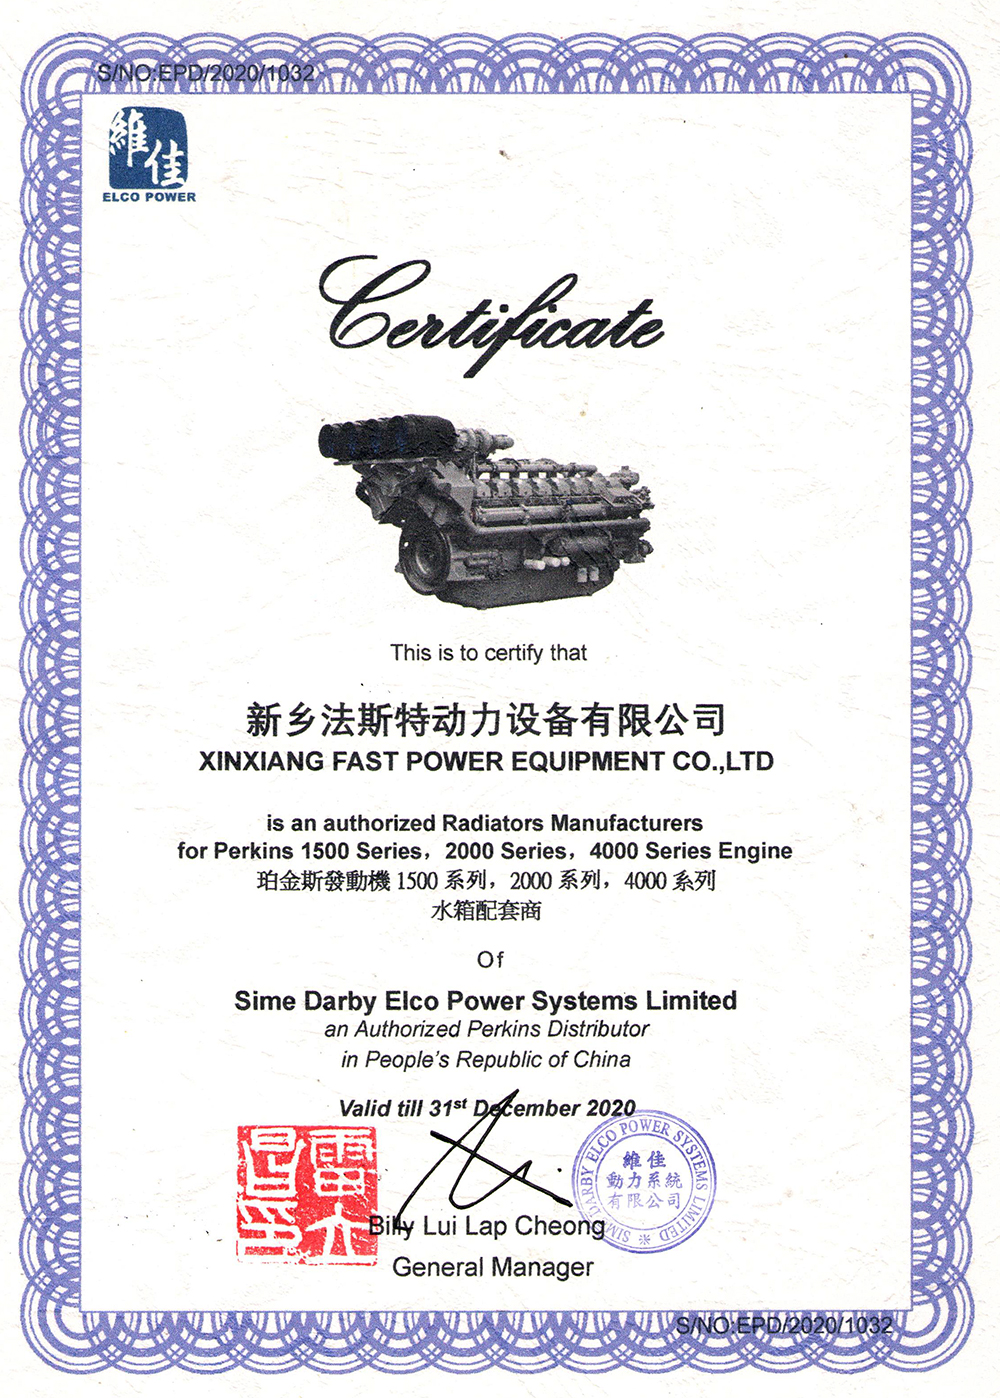 S/NO:EPD/2020/1032
維佳
ELCO POWER
Certificate
This is to certify that
新乡法斯特动力设备有限公司
XINXIANG FAST POWER EQUIPMENT CO.,LTD
is an authorized Radiators Manufacturers
for Perkins 1500 Series，2000 Series，4000 Series Engine
珀金斯發動機 1500 系列，2000 系列，4000 系列
水箱配套商
Of
Sime Darby Elco Power Systems Limited
an Authorized Perkins Distributor
in People's Republic of China
Valid till 31st December 2020
SIME DARBY ELCO POWER SYSTEMS LIMITED
維佳
動力系統
有限公司
Billy Lui Lap Cheong
General Manager
S/NO:EPD/2020/1032